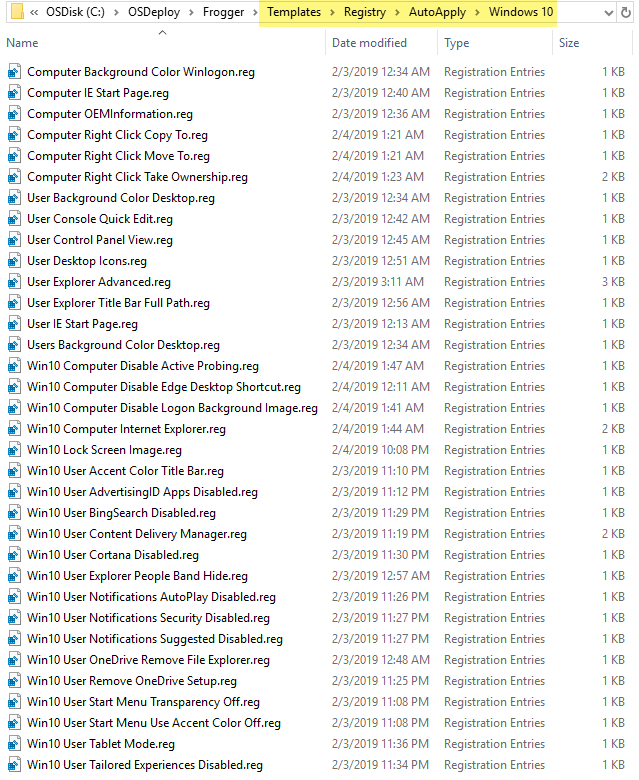 OSDisk (C:) > OSDeploy > Frogger > Templates > Registry > AutoApply > Windows 10
Name Date modified Type Size
Computer Background Color Winlogon.reg 2/3/2019 12:34 AM Registration Entries 1 KB
Computer IE Start Page.reg 2/3/2019 12:40 AM Registration Entries 1 KB
Computer OEMInformation.reg 2/3/2019 12:36 AM Registration Entries 1 KB
Computer Right Click Copy To.reg 2/4/2019 1:21 AM Registration Entries 1 KB
Computer Right Click Move To.reg 2/4/2019 1:21 AM Registration Entries 1 KB
Computer Right Click Take Ownership.reg 2/4/2019 1:23 AM Registration Entries 2 KB
User Background Color Desktop.reg 2/3/2019 12:34 AM Registration Entries 1 KB
User Console Quick Edit.reg 2/3/2019 12:42 AM Registration Entries 1 KB
User Control Panel View.reg 2/3/2019 12:45 AM Registration Entries 1 KB
User Desktop Icons.reg 2/3/2019 12:51 AM Registration Entries 1 KB
User Explorer Advanced.reg 2/3/2019 3:11 AM Registration Entries 3 KB
User Explorer Title Bar Full Path.reg 2/3/2019 12:56 AM Registration Entries 1 KB
User IE Start Page.reg 2/3/2019 12:13 AM Registration Entries 1 KB
Users Background Color Desktop.reg 2/3/2019 12:34 AM Registration Entries 1 KB
Win10 Computer Disable Active Probing.reg 2/4/2019 1:47 AM Registration Entries 1 KB
Win10 Computer Disable Edge Desktop Shortcut.reg 2/4/2019 12:11 AM Registration Entries 1 KB
Win10 Computer Disable Logon Background Image.reg 2/4/2019 1:41 AM Registration Entries 1 KB
Win10 Computer Internet Explorer.reg 2/4/2019 1:44 AM Registration Entries 2 KB
Win10 Lock Screen Image.reg 2/4/2019 10:08 PM Registration Entries 1 KB
Win10 User Accent Color Title Bar.reg 2/3/2019 11:10 PM Registration Entries 1 KB
Win10 User AdvertisingID Apps Disabled.reg 2/3/2019 11:12 PM Registration Entries 1 KB
Win10 User BingSearch Disabled.reg 2/3/2019 11:29 PM Registration Entries 1 KB
Win10 User Content Delivery Manager.reg 2/3/2019 11:19 PM Registration Entries 2 KB
Win10 User Cortana Disabled.reg 2/3/2019 11:30 PM Registration Entries 1 KB
Win10 User Explorer People Band Hide.reg 2/3/2019 12:57 AM Registration Entries 1 KB
Win10 User Notifications AutoPlay Disabled.reg 2/3/2019 11:26 PM Registration Entries 1 KB
Win10 User Notifications Security Disabled.reg 2/3/2019 11:27 PM Registration Entries 1 KB
Win10 User Notifications Suggested Disabled.reg 2/3/2019 11:27 PM Registration Entries 1 KB
Win10 User OneDrive Remove File Explorer.reg 2/3/2019 12:48 AM Registration Entries 1 KB
Win10 User Remove OneDrive Setup.reg 2/3/2019 11:25 PM Registration Entries 1 KB
Win10 User Start Menu Transparency Off.reg 2/3/2019 11:08 PM Registration Entries 1 KB
Win10 User Start Menu Use Accent Color Off.reg 2/3/2019 11:08 PM Registration Entries 1 KB
Win10 User Tablet Mode.reg 2/3/2019 11:36 PM Registration Entries 1 KB
Win10 User Tailored Experiences Disabled.reg 2/3/2019 11:34 PM Registration Entries 1 KB